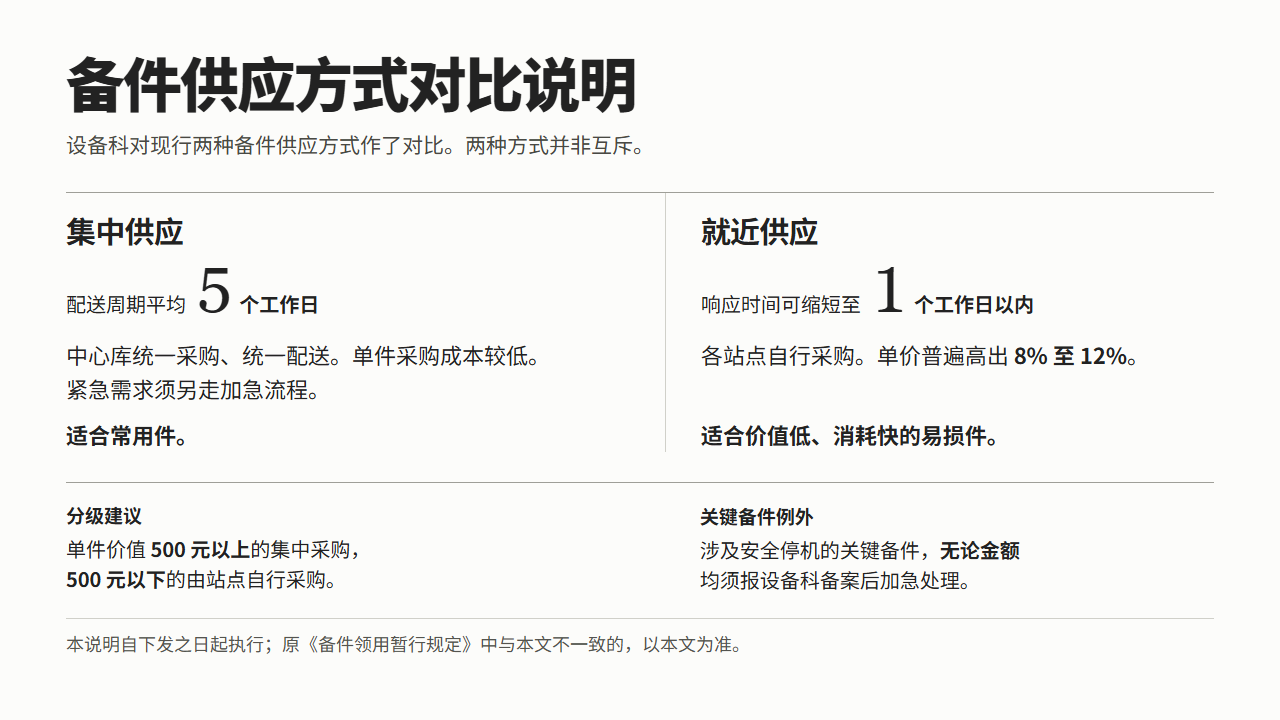 备件供应方式对比说明
设备科对现行两种备件供应方式作了对比。两种方式并非互斥。
集中供应
配送周期平均 5 个工作日
中心库统一采购、统一配送。单件采购成本较低。
紧急需求须另走加急流程。
适合常用件。
就近供应
响应时间可缩短至 1 个工作日以内
各站点自行采购。单价普遍高出 8% 至 12%。
适合价值低、消耗快的易损件。
分级建议
单件价值 500 元以上的集中采购，
500 元以下的由站点自行采购。
关键备件例外
涉及安全停机的关键备件，无论金额
均须报设备科备案后加急处理。
本说明自下发之日起执行；原《备件领用暂行规定》中与本文不一致的，以本文为准。